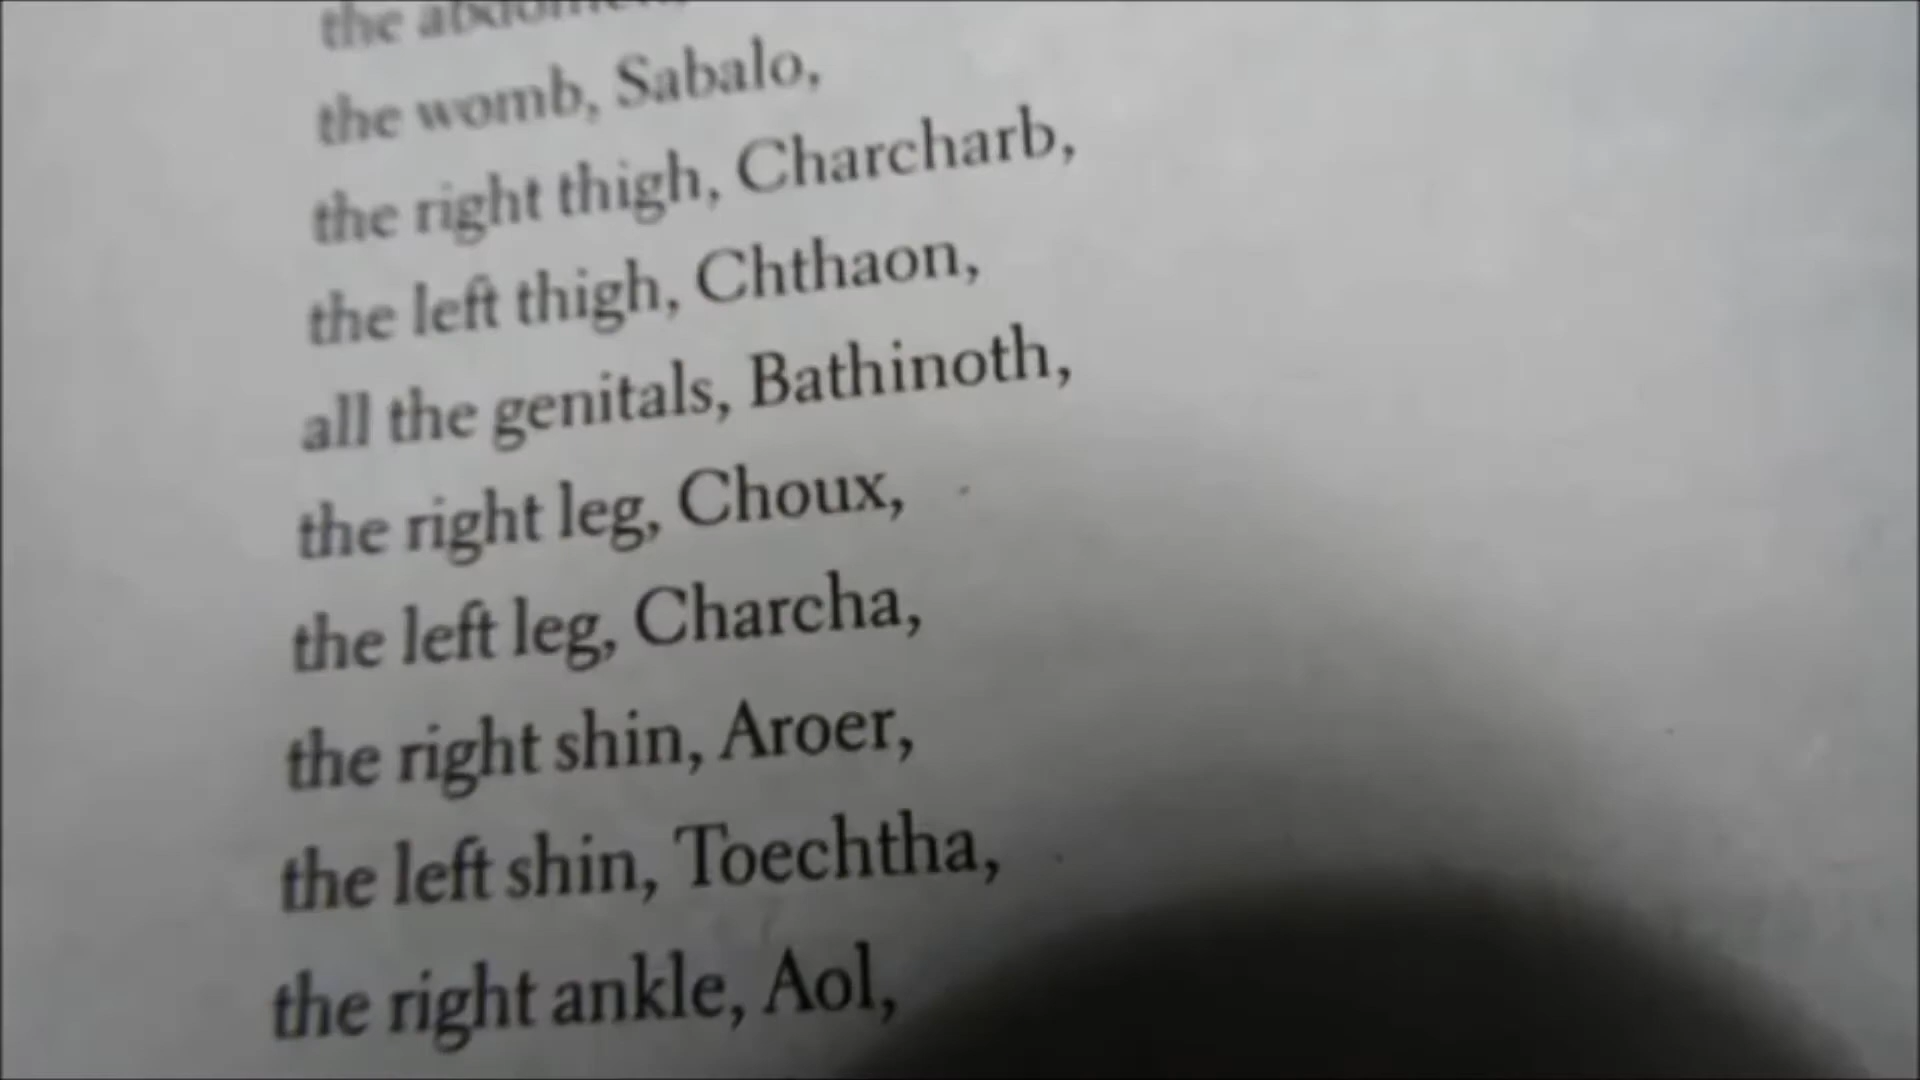 the
the womb, Sabalo,
the right thigh, Charcharb,
the left thigh, Chthaon,
all the genitals, Bathinoth,
the right leg, Choux,
the left leg, Charcha,
the right shin, Aroer,
the left shin, Toechtha,
the right ankle, Aol,